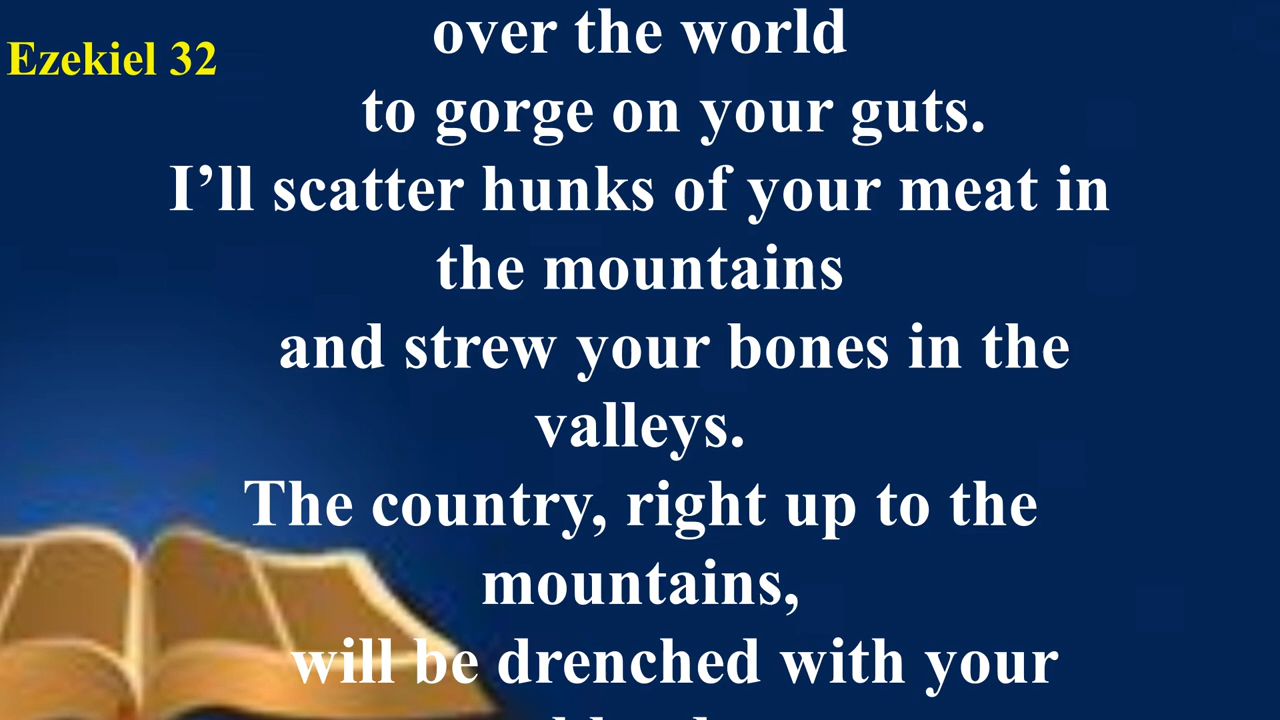 over the world
Ezekiel 32
to gorge on your guts.
I’ll scatter hunks of your meat in
the mountains
and strew your bones in the
valleys.
The country, right up to the
mountains,
will be drenched with your